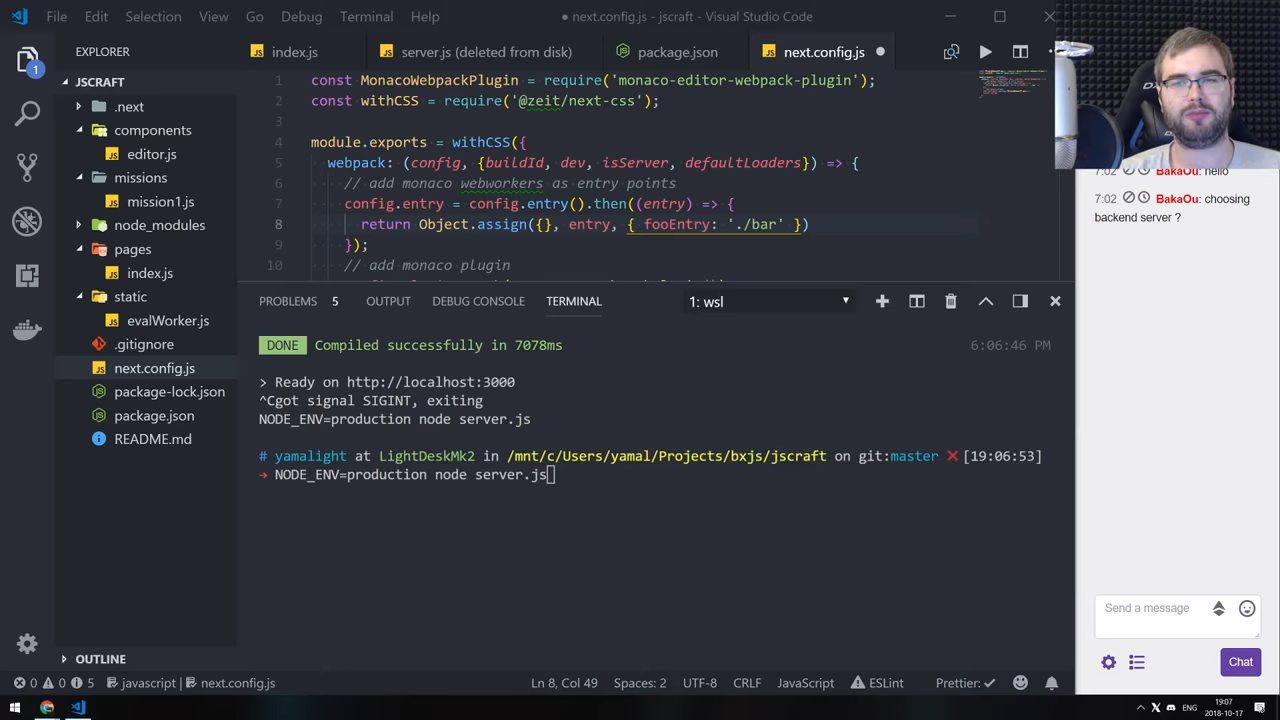 File Edit Selection View Go Debug Terminal Help ● next.config.js - jscraft - Visual Studio Code
EXPLORER
index.js server.js (deleted from disk) package.json next.config.js
JSCRAFT
.next
components
editor.js
missions
mission1.js
node_modules
pages
index.js
static
evalWorker.js
.gitignore
next.config.js
package-lock.json
package.json
README.md
OUTLINE
1 const MonacoWebpackPlugin = require('monaco-editor-webpack-plugin');
2 const withCSS = require('@zeit/next-css');
3
4 module.exports = withCSS({
5 webpack: (config, {buildId, dev, isServer, defaultLoaders}) => {
6 // add monaco webworkers as entry points
7 config.entry = config.entry().then((entry) => {
8 return Object.assign({}, entry, { fooEntry: './bar' })
9 });
10 // add monaco plugin
PROBLEMS 5 OUTPUT DEBUG CONSOLE TERMINAL 1: wsl
DONE Compiled successfully in 7078ms 6:06:46 PM
> Ready on http://localhost:3000
^Cgot signal SIGINT, exiting
NODE_ENV=production node server.js
# yamalight at LightDeskMk2 in /mnt/c/Users/yamal/Projects/bxjs/jscraft on git:master ❌ [19:06:53]
→ NODE_ENV=production node server.js
0 0 5 javascript | next.config.js Ln 8, Col 49 Spaces: 2 UTF-8 CRLF JavaScript ESLint Prettier: ✓
7:02 BakaOu: hello
7:02 BakaOu: choosing
backend server ?
Send a message
Chat
ENG
19:07
2018-10-17